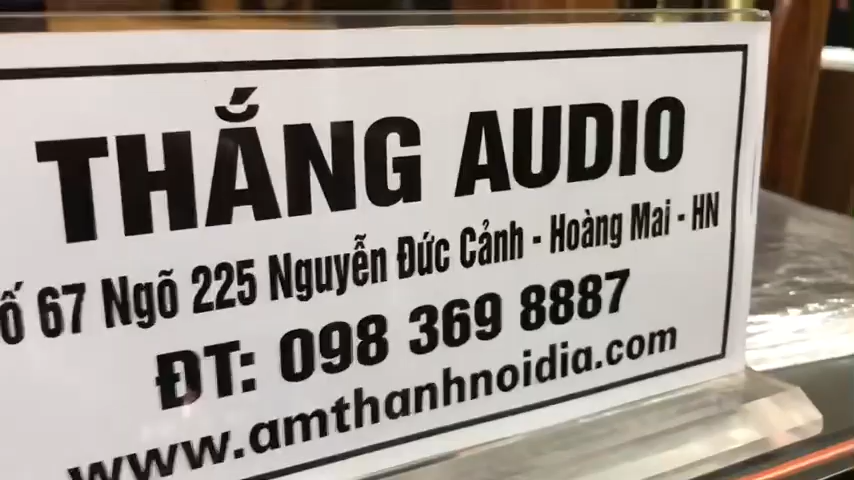 THẮNG AUDIO
ố 67 Ngõ 225 Nguyễn Đức Cảnh - Hoàng Mai - HN
ĐT: 098 369 8887
www.amthanhnoidia.com